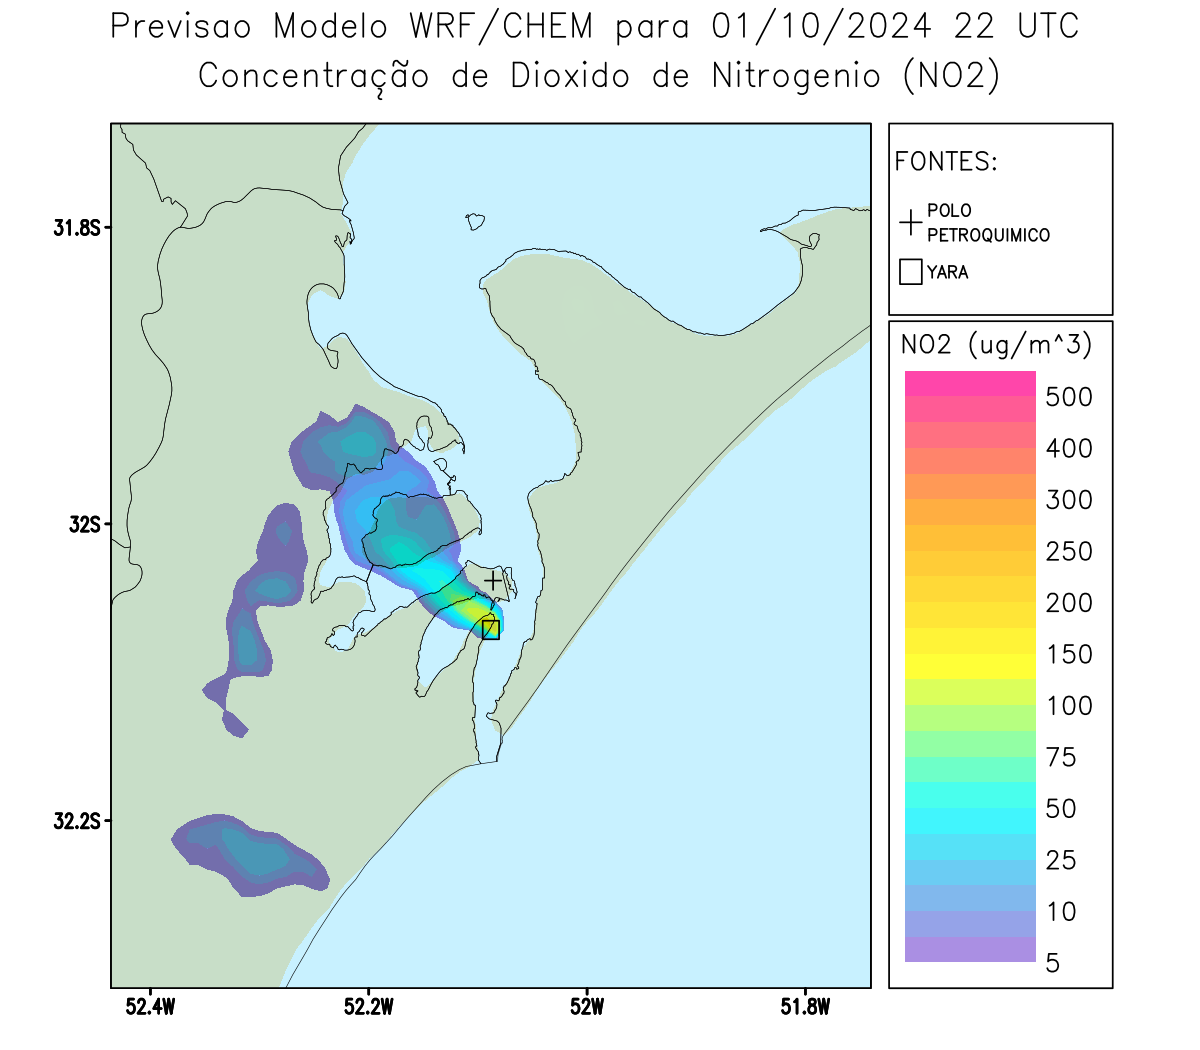 Previsao Modelo WRF/CHEM para 01/10/2024 22 UTC
Concentração de Dioxido de Nitrogenio (NO2)
FONTES:
POLO
PETROQUIMICO
YARA
NO2 (ug/m^3)
500
400
300
250
200
150
100
75
50
25
10
5
31.8S
32S
32.2S
52.4W
52.2W
52W
51.8W